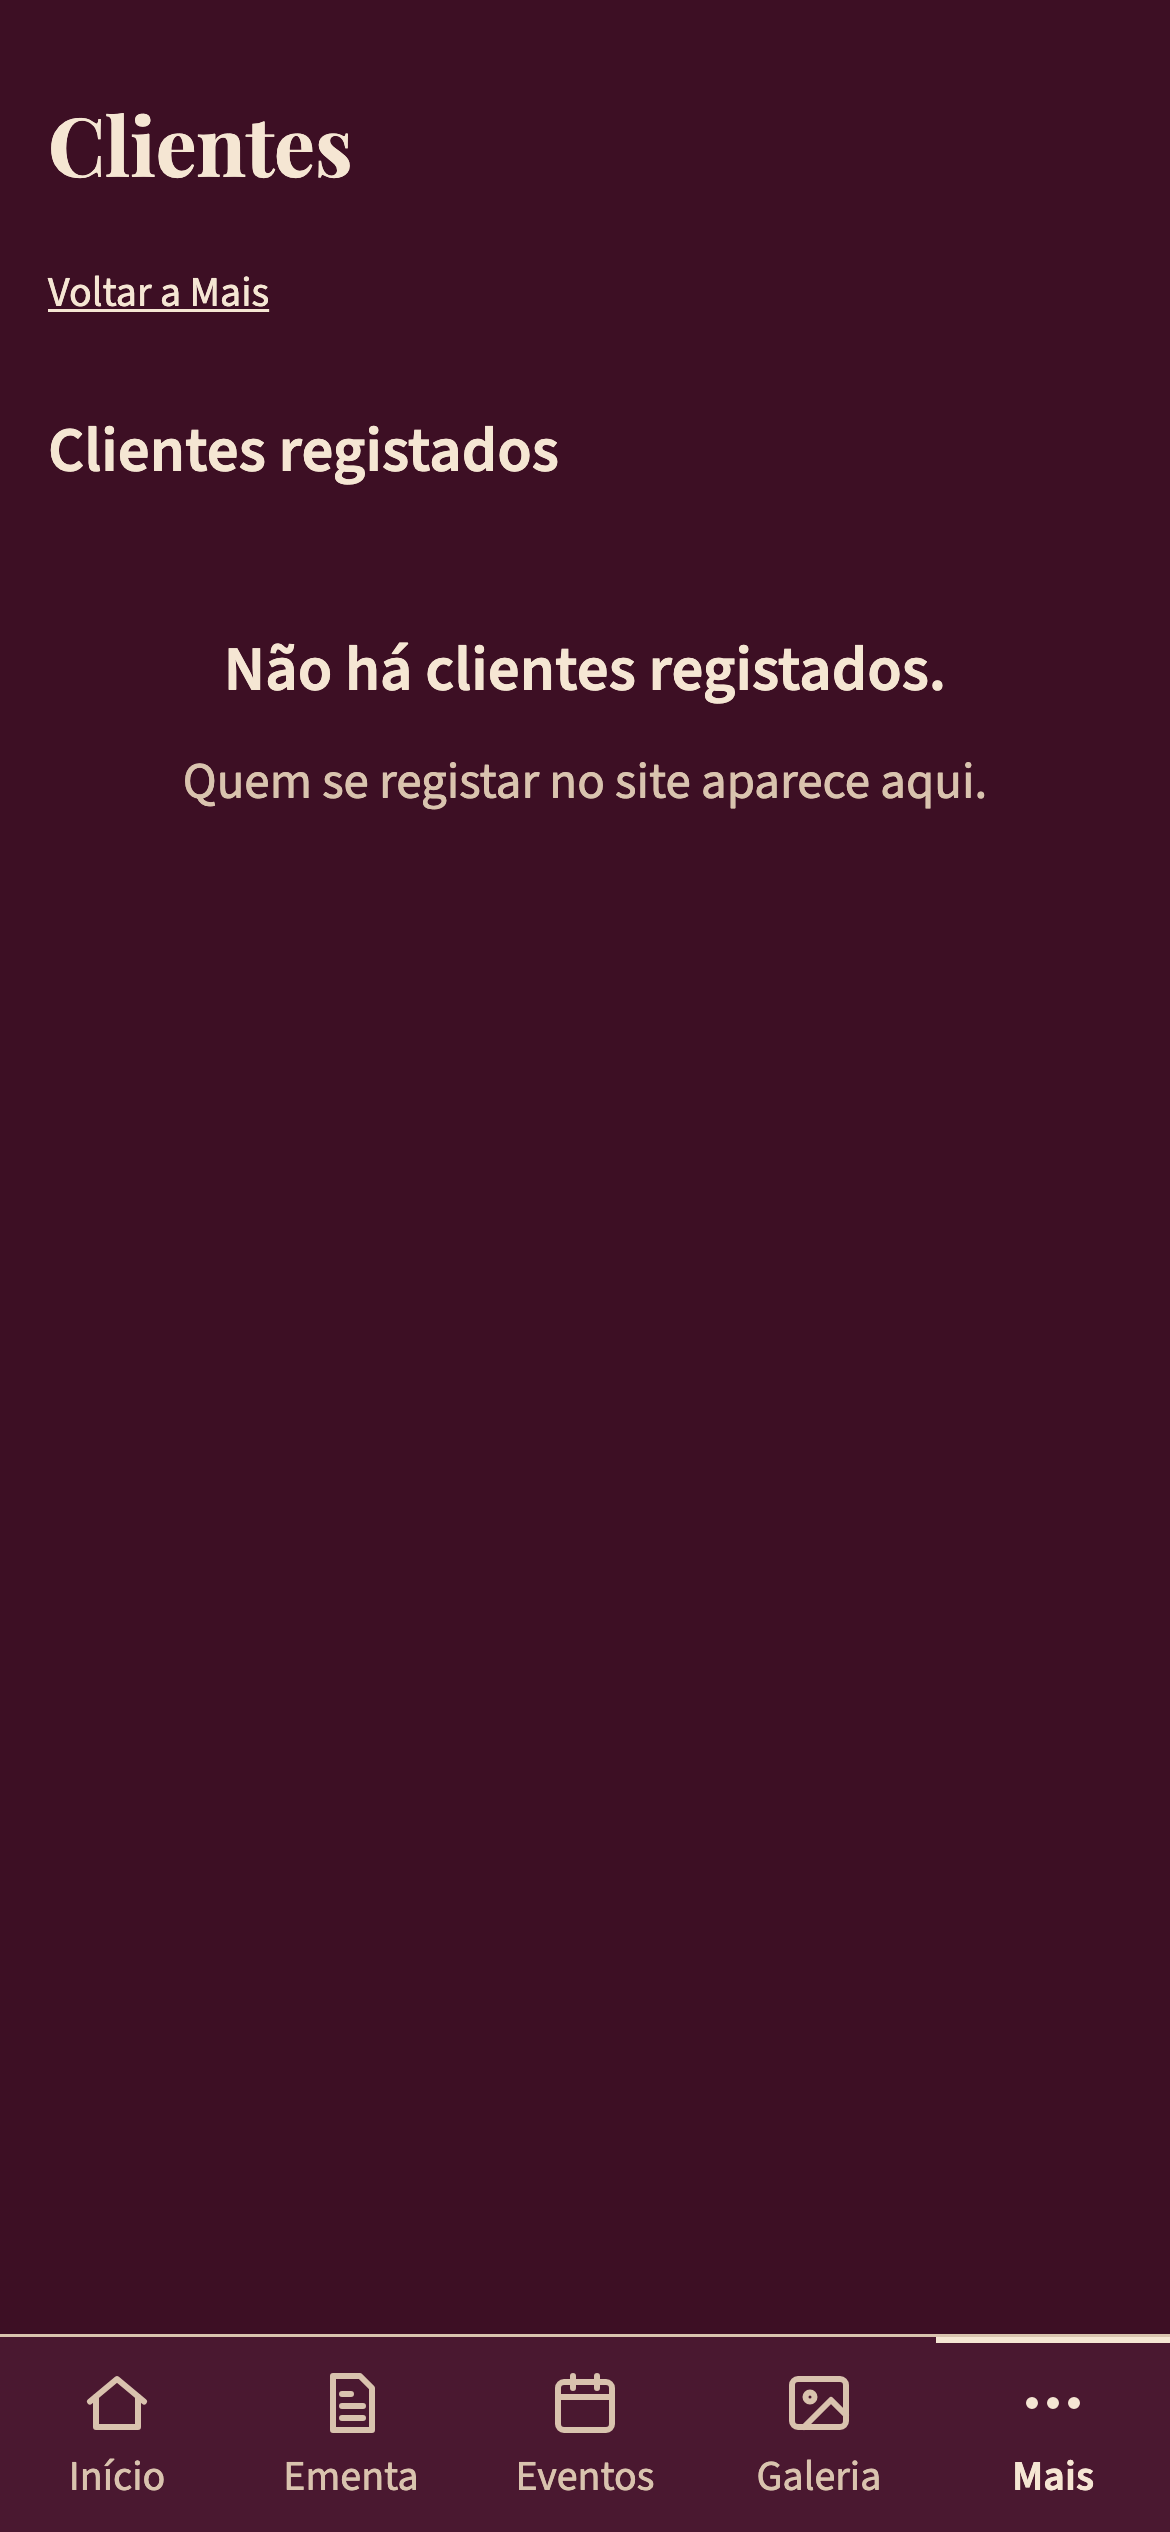 Clientes
Voltar a Mais
Clientes registados
Não há clientes registados.
Quem se registar no site aparece aqui.
Início
Ementa
Eventos
Galeria
Mais